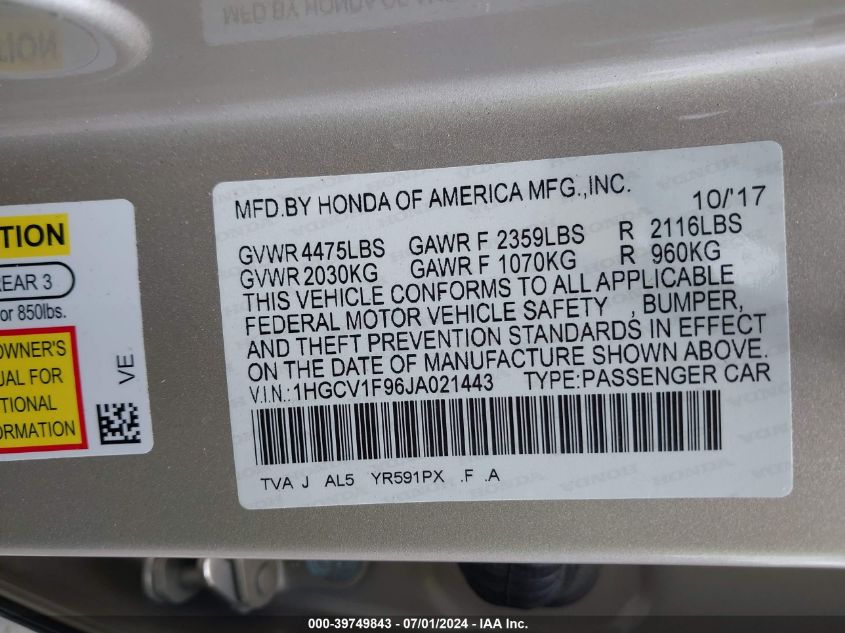 MFD.BY HONDA OF AMERICA MFG.,INC. 10/'17
GVWR 4475LBS GAWR F 2359LBS R 2116LBS
GVWR 2030KG GAWR F 1070KG R 960KG
THIS VEHICLE CONFORMS TO ALL APPLICABLE
FEDERAL MOTOR VEHICLE SAFETY , BUMPER,
AND THEFT PREVENTION STANDARDS IN EFFECT
ON THE DATE OF MANUFACTURE SHOWN ABOVE.
V.I.N.:1HGCV1F96JA021443 TYPE:PASSENGER CAR
TVA J AL5 YR591PX .F .A
TION
REAR 3
or 850lbs.
OWNER'S
UAL FOR
TIONAL
ORMATION
VE
000-39749843 - 07/01/2024 - IAA Inc.